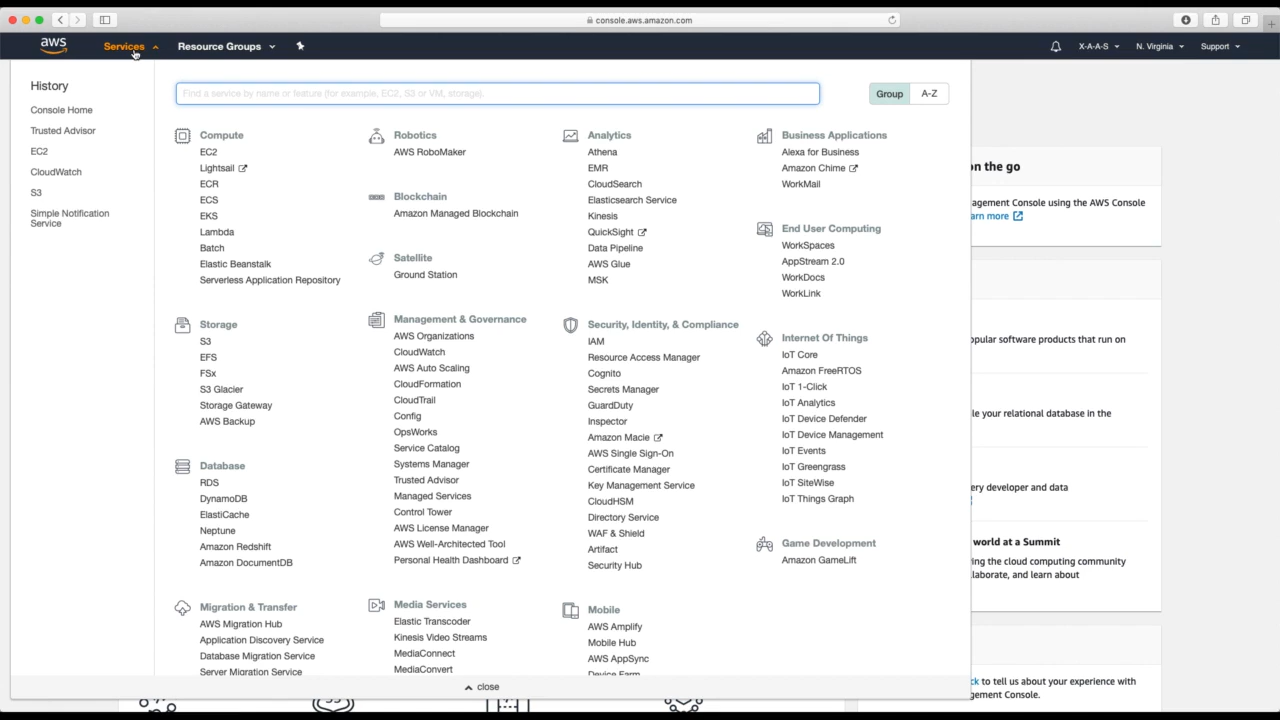 console.aws.amazon.com
aws
Services
Resource Groups
X-A-A-S
N. Virginia
Support
History
Console Home
Trusted Advisor
EC2
CloudWatch
S3
Simple Notification
Service
Find a service by name or feature (for example, EC2, S3 or VM, storage).
Group
A-Z
Compute
EC2
Lightsail
ECR
ECS
EKS
Lambda
Batch
Elastic Beanstalk
Serverless Application Repository
Storage
S3
EFS
FSx
S3 Glacier
Storage Gateway
AWS Backup
Database
RDS
DynamoDB
ElastiCache
Neptune
Amazon Redshift
Amazon DocumentDB
Migration & Transfer
AWS Migration Hub
Application Discovery Service
Database Migration Service
Server Migration Service
Robotics
AWS RoboMaker
Blockchain
Amazon Managed Blockchain
Satellite
Ground Station
Management & Governance
AWS Organizations
CloudWatch
AWS Auto Scaling
CloudFormation
CloudTrail
Config
OpsWorks
Service Catalog
Systems Manager
Trusted Advisor
Managed Services
Control Tower
AWS License Manager
AWS Well-Architected Tool
Personal Health Dashboard
Media Services
Elastic Transcoder
Kinesis Video Streams
MediaConnect
MediaConvert
Analytics
Athena
EMR
CloudSearch
Elasticsearch Service
Kinesis
QuickSight
Data Pipeline
AWS Glue
MSK
Security, Identity, & Compliance
IAM
Resource Access Manager
Cognito
Secrets Manager
GuardDuty
Inspector
Amazon Macie
AWS Single Sign-On
Certificate Manager
Key Management Service
CloudHSM
Directory Service
WAF & Shield
Artifact
Security Hub
Mobile
AWS Amplify
Mobile Hub
AWS AppSync
Device Farm
Business Applications
Alexa for Business
Amazon Chime
WorkMail
End User Computing
WorkSpaces
AppStream 2.0
WorkDocs
WorkLink
Internet Of Things
IoT Core
Amazon FreeRTOS
IoT 1-Click
IoT Analytics
IoT Device Defender
IoT Device Management
IoT Events
IoT Greengrass
IoT SiteWise
IoT Things Graph
Game Development
Amazon GameLift
close
on the go
agement Console using the AWS Console
arn more
opular software products that run on
le your relational database in the
ery developer and data
world at a Summit
ing the cloud computing community
laborate, and learn about
ck to tell us about your experience with
gement Console.